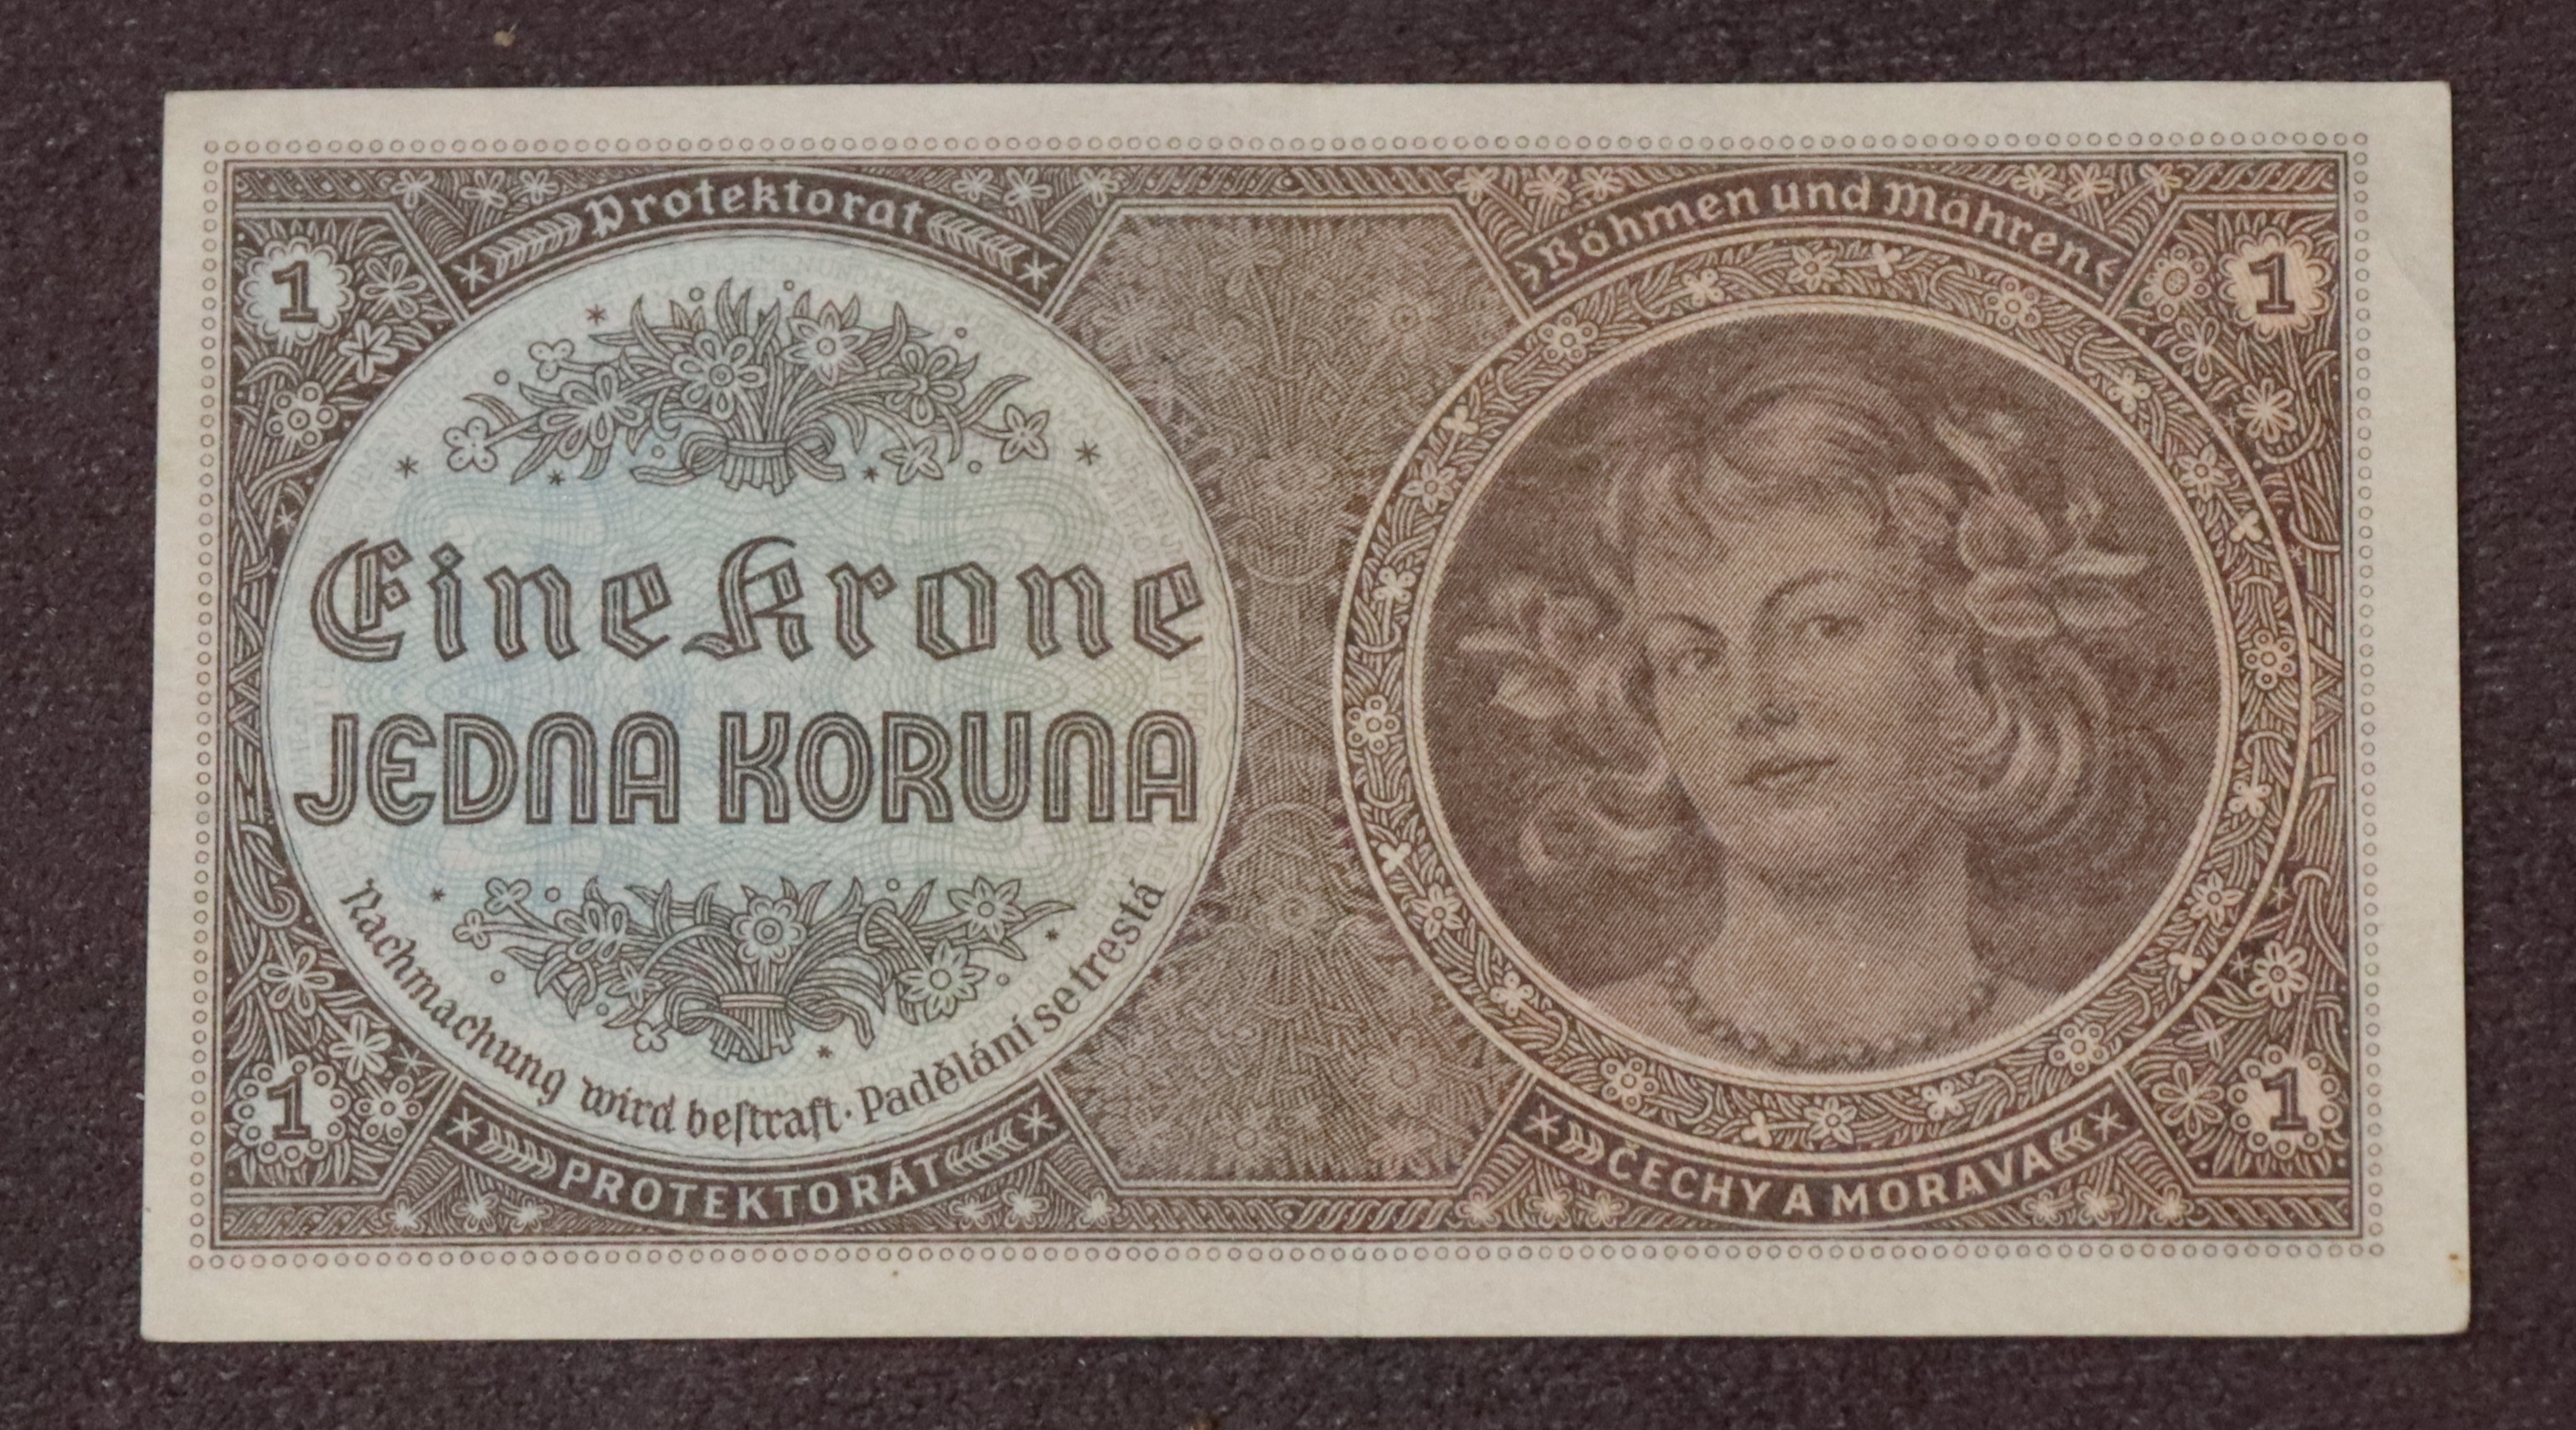 Protektorat
Böhmen und Mähren
1
1
Eine Krone
JEDNA KORUNA
Nachmachung wird beſtraft · Padělání se trestá
1
1
PROTEKTORÁT
ČECHY A MORAVA